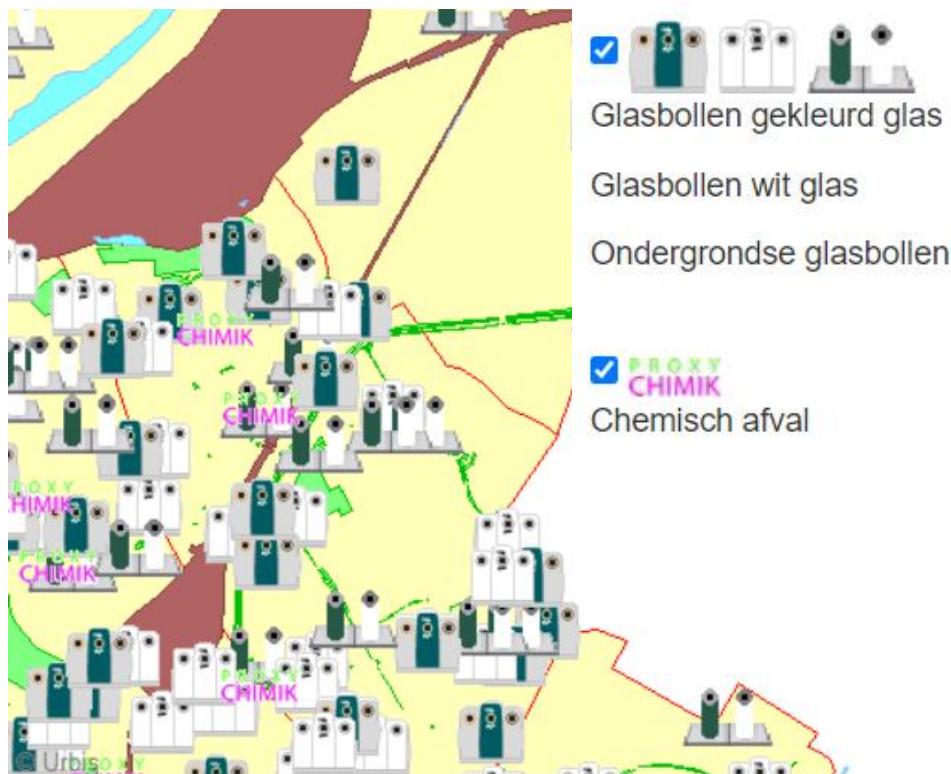 Glasbollen gekleurd glas
Glasbollen wit glas
Ondergrondse glasbollen
PROXY
CHIMIK
Chemisch afval
PROXY
CHIMIK
PROXY
CHIMIK
PROXY
CHIMIK
PROXY
CHIMIK
PROXY
CHIMIK
© Urbis